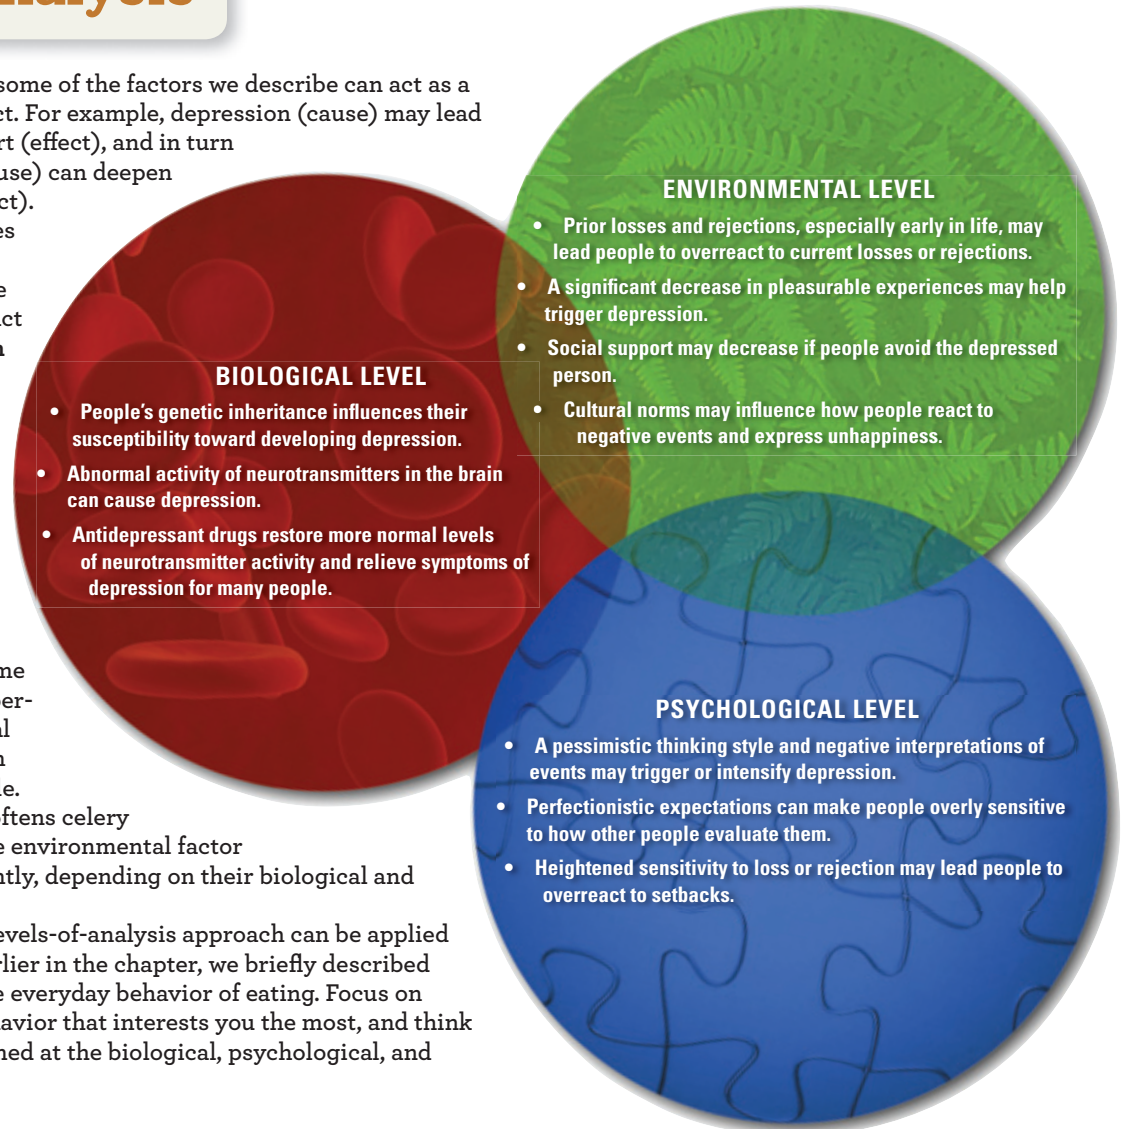 some of the factors we describe can act as a
ct. For example, depression (cause) may lead
rt (effect), and in turn
use) can deepen
ct).
es
e
ct
n
me
er-
al
n
le.
ftens celery
e environmental factor
ntly, depending on their biological and
evels-of-analysis approach can be applied
rlier in the chapter, we briefly described
e everyday behavior of eating. Focus on
avior that interests you the most, and think
ned at the biological, psychological, and
BIOLOGICAL LEVEL
• People's genetic inheritance influences their
susceptibility toward developing depression.
• Abnormal activity of neurotransmitters in the brain
can cause depression.
• Antidepressant drugs restore more normal levels
of neurotransmitter activity and relieve symptoms of
depression for many people.
ENVIRONMENTAL LEVEL
• Prior losses and rejections, especially early in life, may
lead people to overreact to current losses or rejections.
• A significant decrease in pleasurable experiences may help
trigger depression.
• Social support may decrease if people avoid the depressed
person.
• Cultural norms may influence how people react to
negative events and express unhappiness.
PSYCHOLOGICAL LEVEL
• A pessimistic thinking style and negative interpretations of
events may trigger or intensify depression.
• Perfectionistic expectations can make people overly sensitive
to how other people evaluate them.
• Heightened sensitivity to loss or rejection may lead people to
overreact to setbacks.